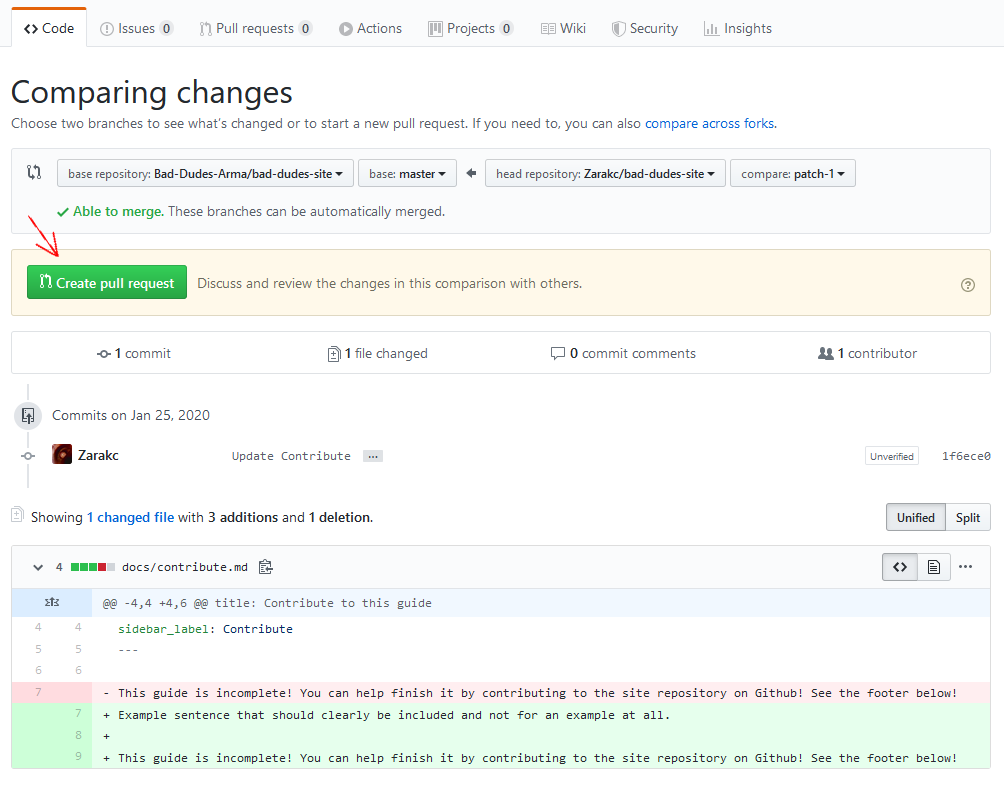 Code Issues 0 Pull requests 0 Actions Projects 0 Wiki Security Insights
Comparing changes
Choose two branches to see what's changed or to start a new pull request. If you need to, you can also compare across forks.
base repository: Bad-Dudes-Arma/bad-dudes-site base: master head repository: Zarakc/bad-dudes-site compare: patch-1
Able to merge. These branches can be automatically merged.
Create pull request Discuss and review the changes in this comparison with others.
1 commit 1 file changed 0 commit comments 1 contributor
Commits on Jan 25, 2020
Zarakc Update Contribute ... Unverified 1f6ece0
Showing 1 changed file with 3 additions and 1 deletion. Unified Split
4 docs/contribute.md
@@ -4,4 +4,6 @@ title: Contribute to this guide
4 4 sidebar_label: Contribute
5 5 ---
6 6
7 - This guide is incomplete! You can help finish it by contributing to the site repository on Github! See the footer below!
7 + Example sentence that should clearly be included and not for an example at all.
8 +
9 + This guide is incomplete! You can help finish it by contributing to the site repository on Github! See the footer below!